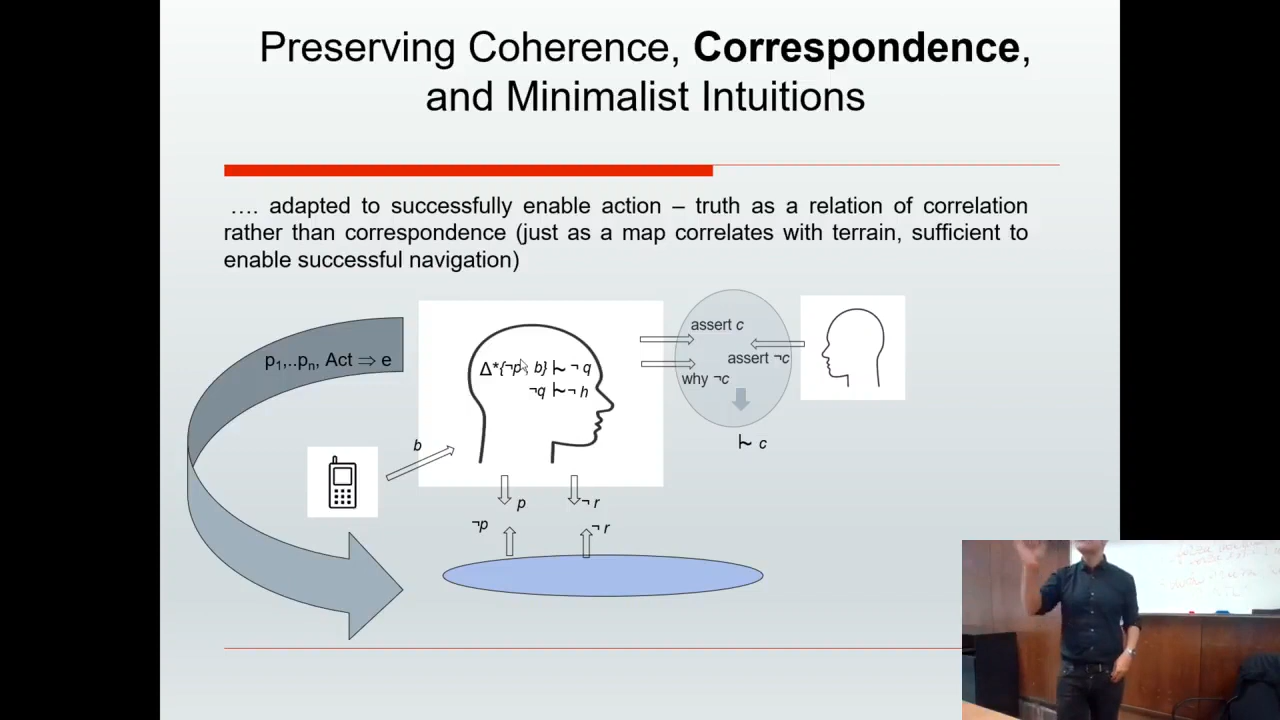 Preserving Coherence, Correspondence,
and Minimalist Intuitions
…. adapted to successfully enable action – truth as a relation of correlation
rather than correspondence (just as a map correlates with terrain, sufficient to
enable successful navigation)
p1,..pn, Act ⇒ e
Δ*{¬p, b} |~ ¬ q
¬q |~ ¬ h
assert c
assert ¬c
why ¬c
|~ c
b
p
¬ r
¬p
¬ r